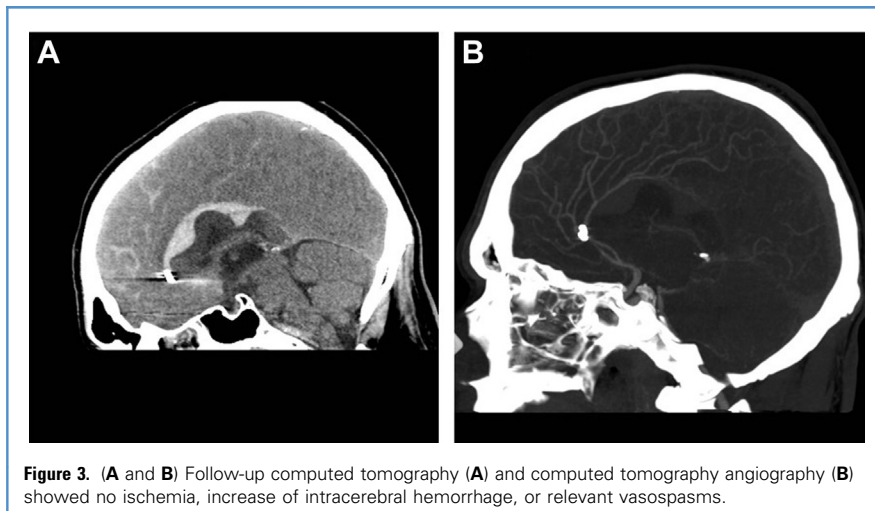 A
B
Figure 3. (A and B) Follow-up computed tomography (A) and computed tomography angiography (B)
showed no ischemia, increase of intracerebral hemorrhage, or relevant vasospasms.